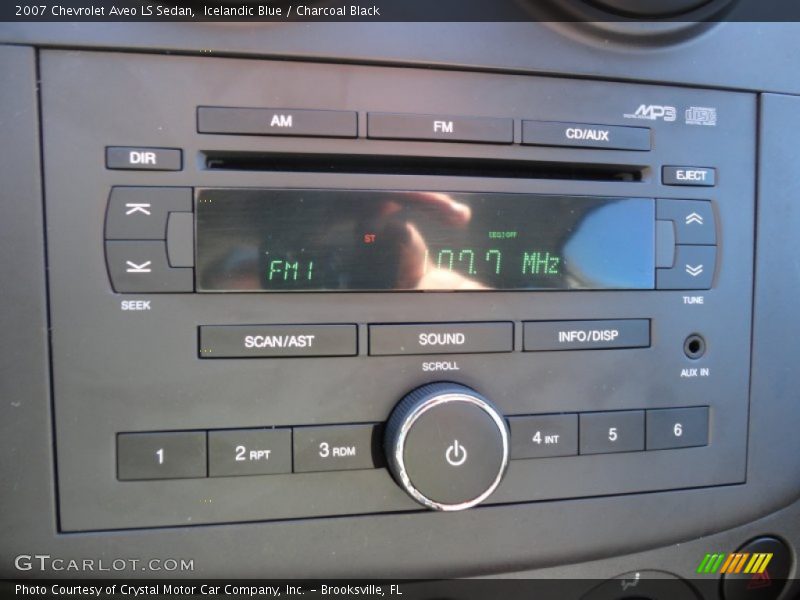 2007 Chevrolet Aveo LS Sedan, Icelandic Blue / Charcoal Black
AM FM CD/AUX MP3
DIR EJECT
ST [EQ]OFF
FM1 107.7 MHz
SEEK TUNE
SCAN/AST SOUND INFO/DISP
SCROLL
AUX IN
1 2 RPT 3 RDM 4 INT 5 6
GTCARLOT.COM
Photo Courtesy of Crystal Motor Car Company, Inc. - Brooksville, FL